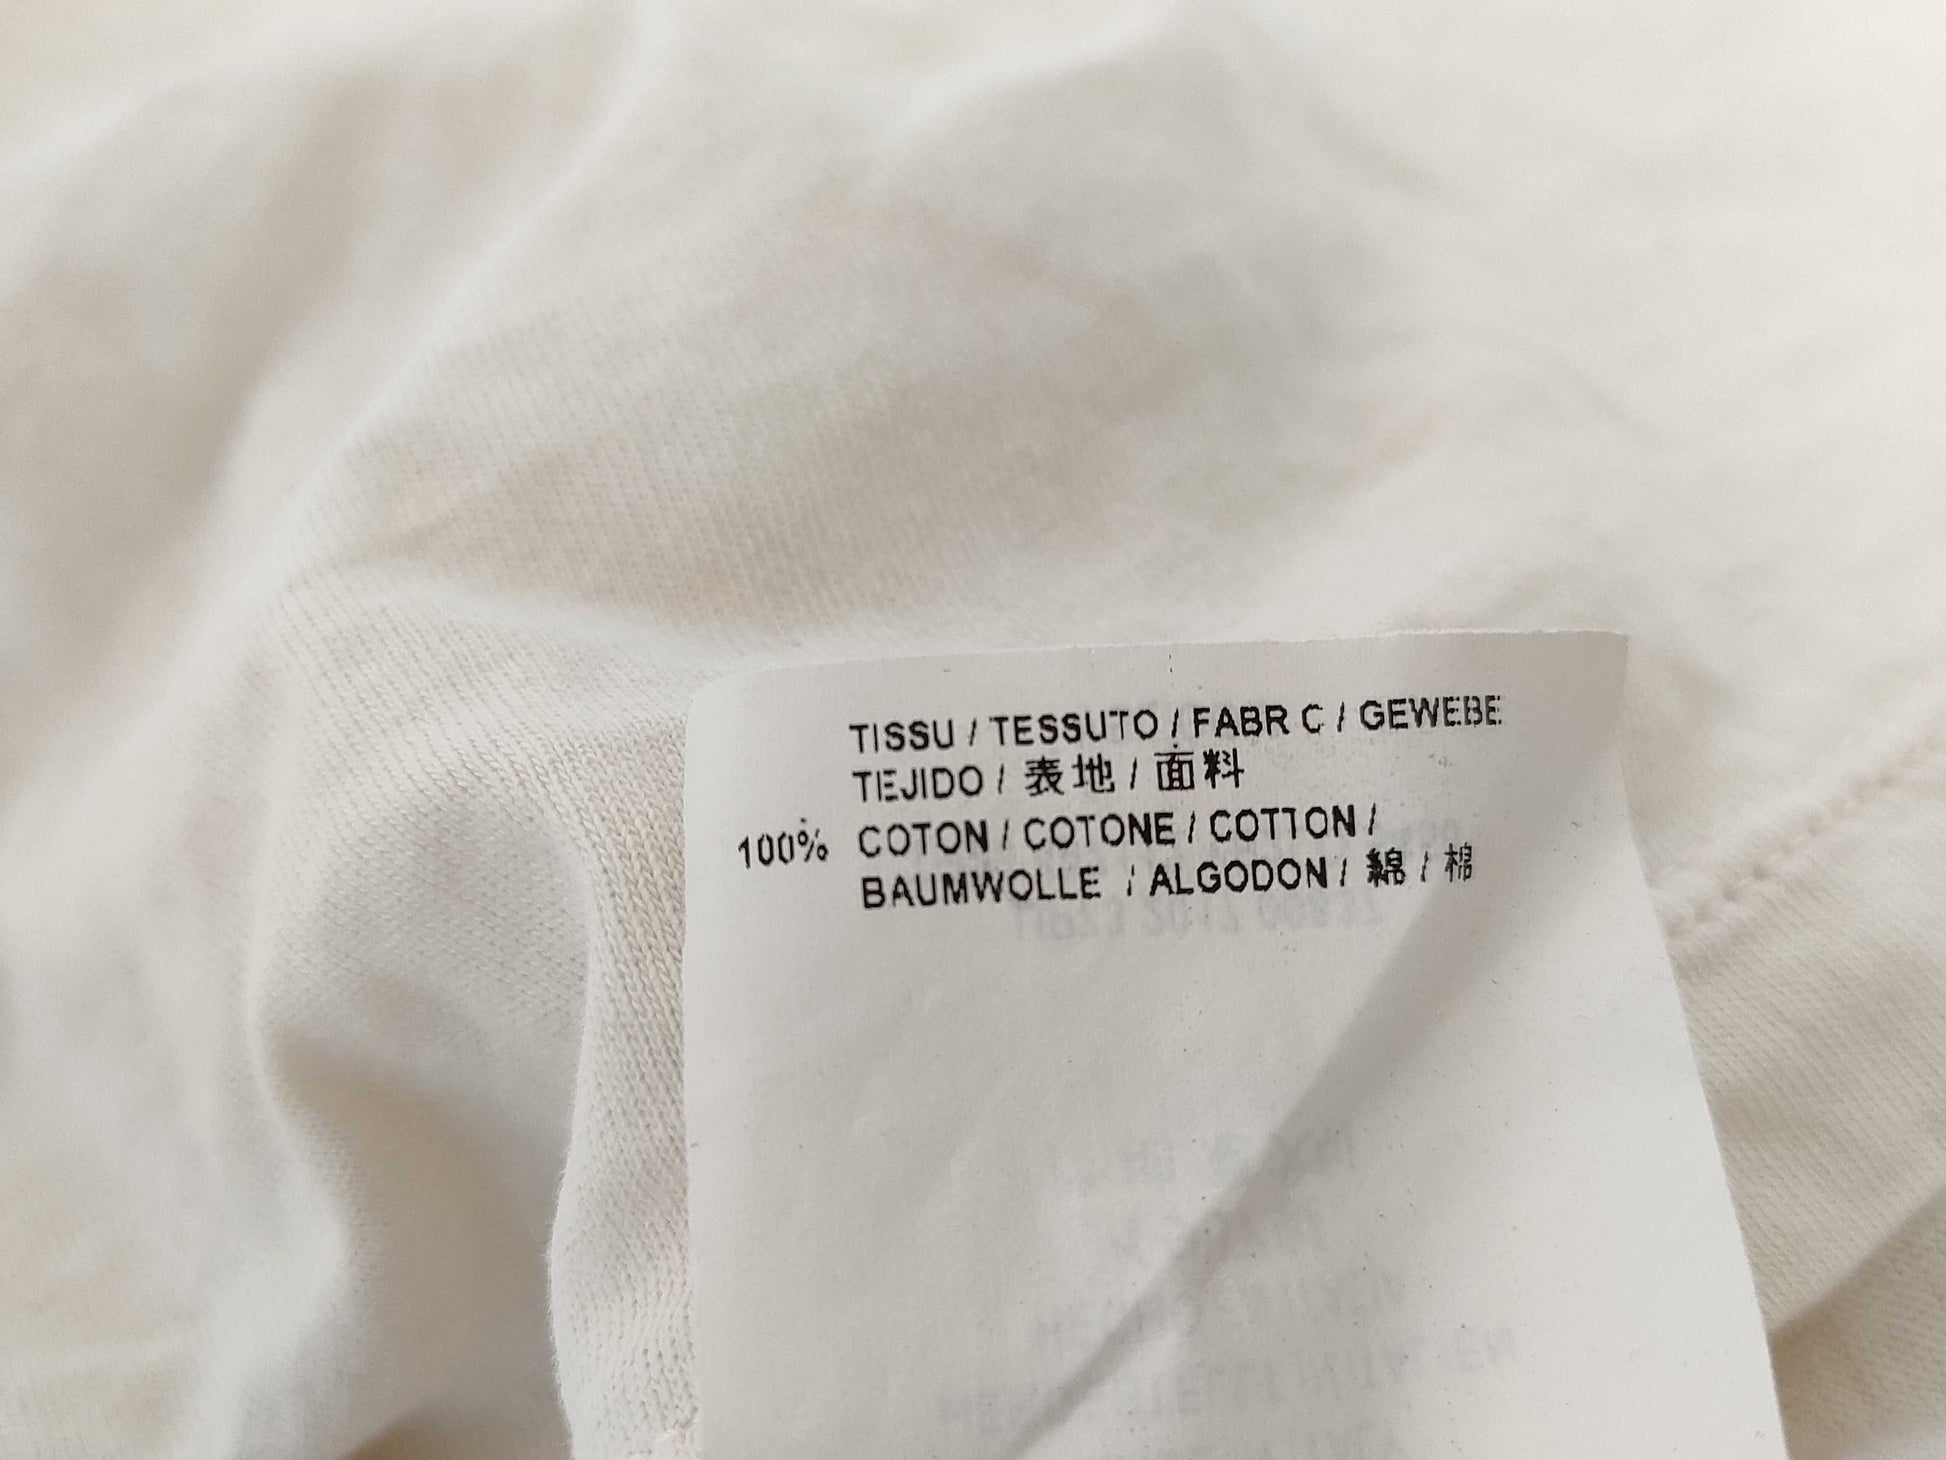 TISSU / TESSUTO / FABR C / GEWEBE
TEJIDO / 表地 / 面料
100% COTON / COTONE / COTTON /
BAUMWOLLE / ALGODON / 綿 / 棉